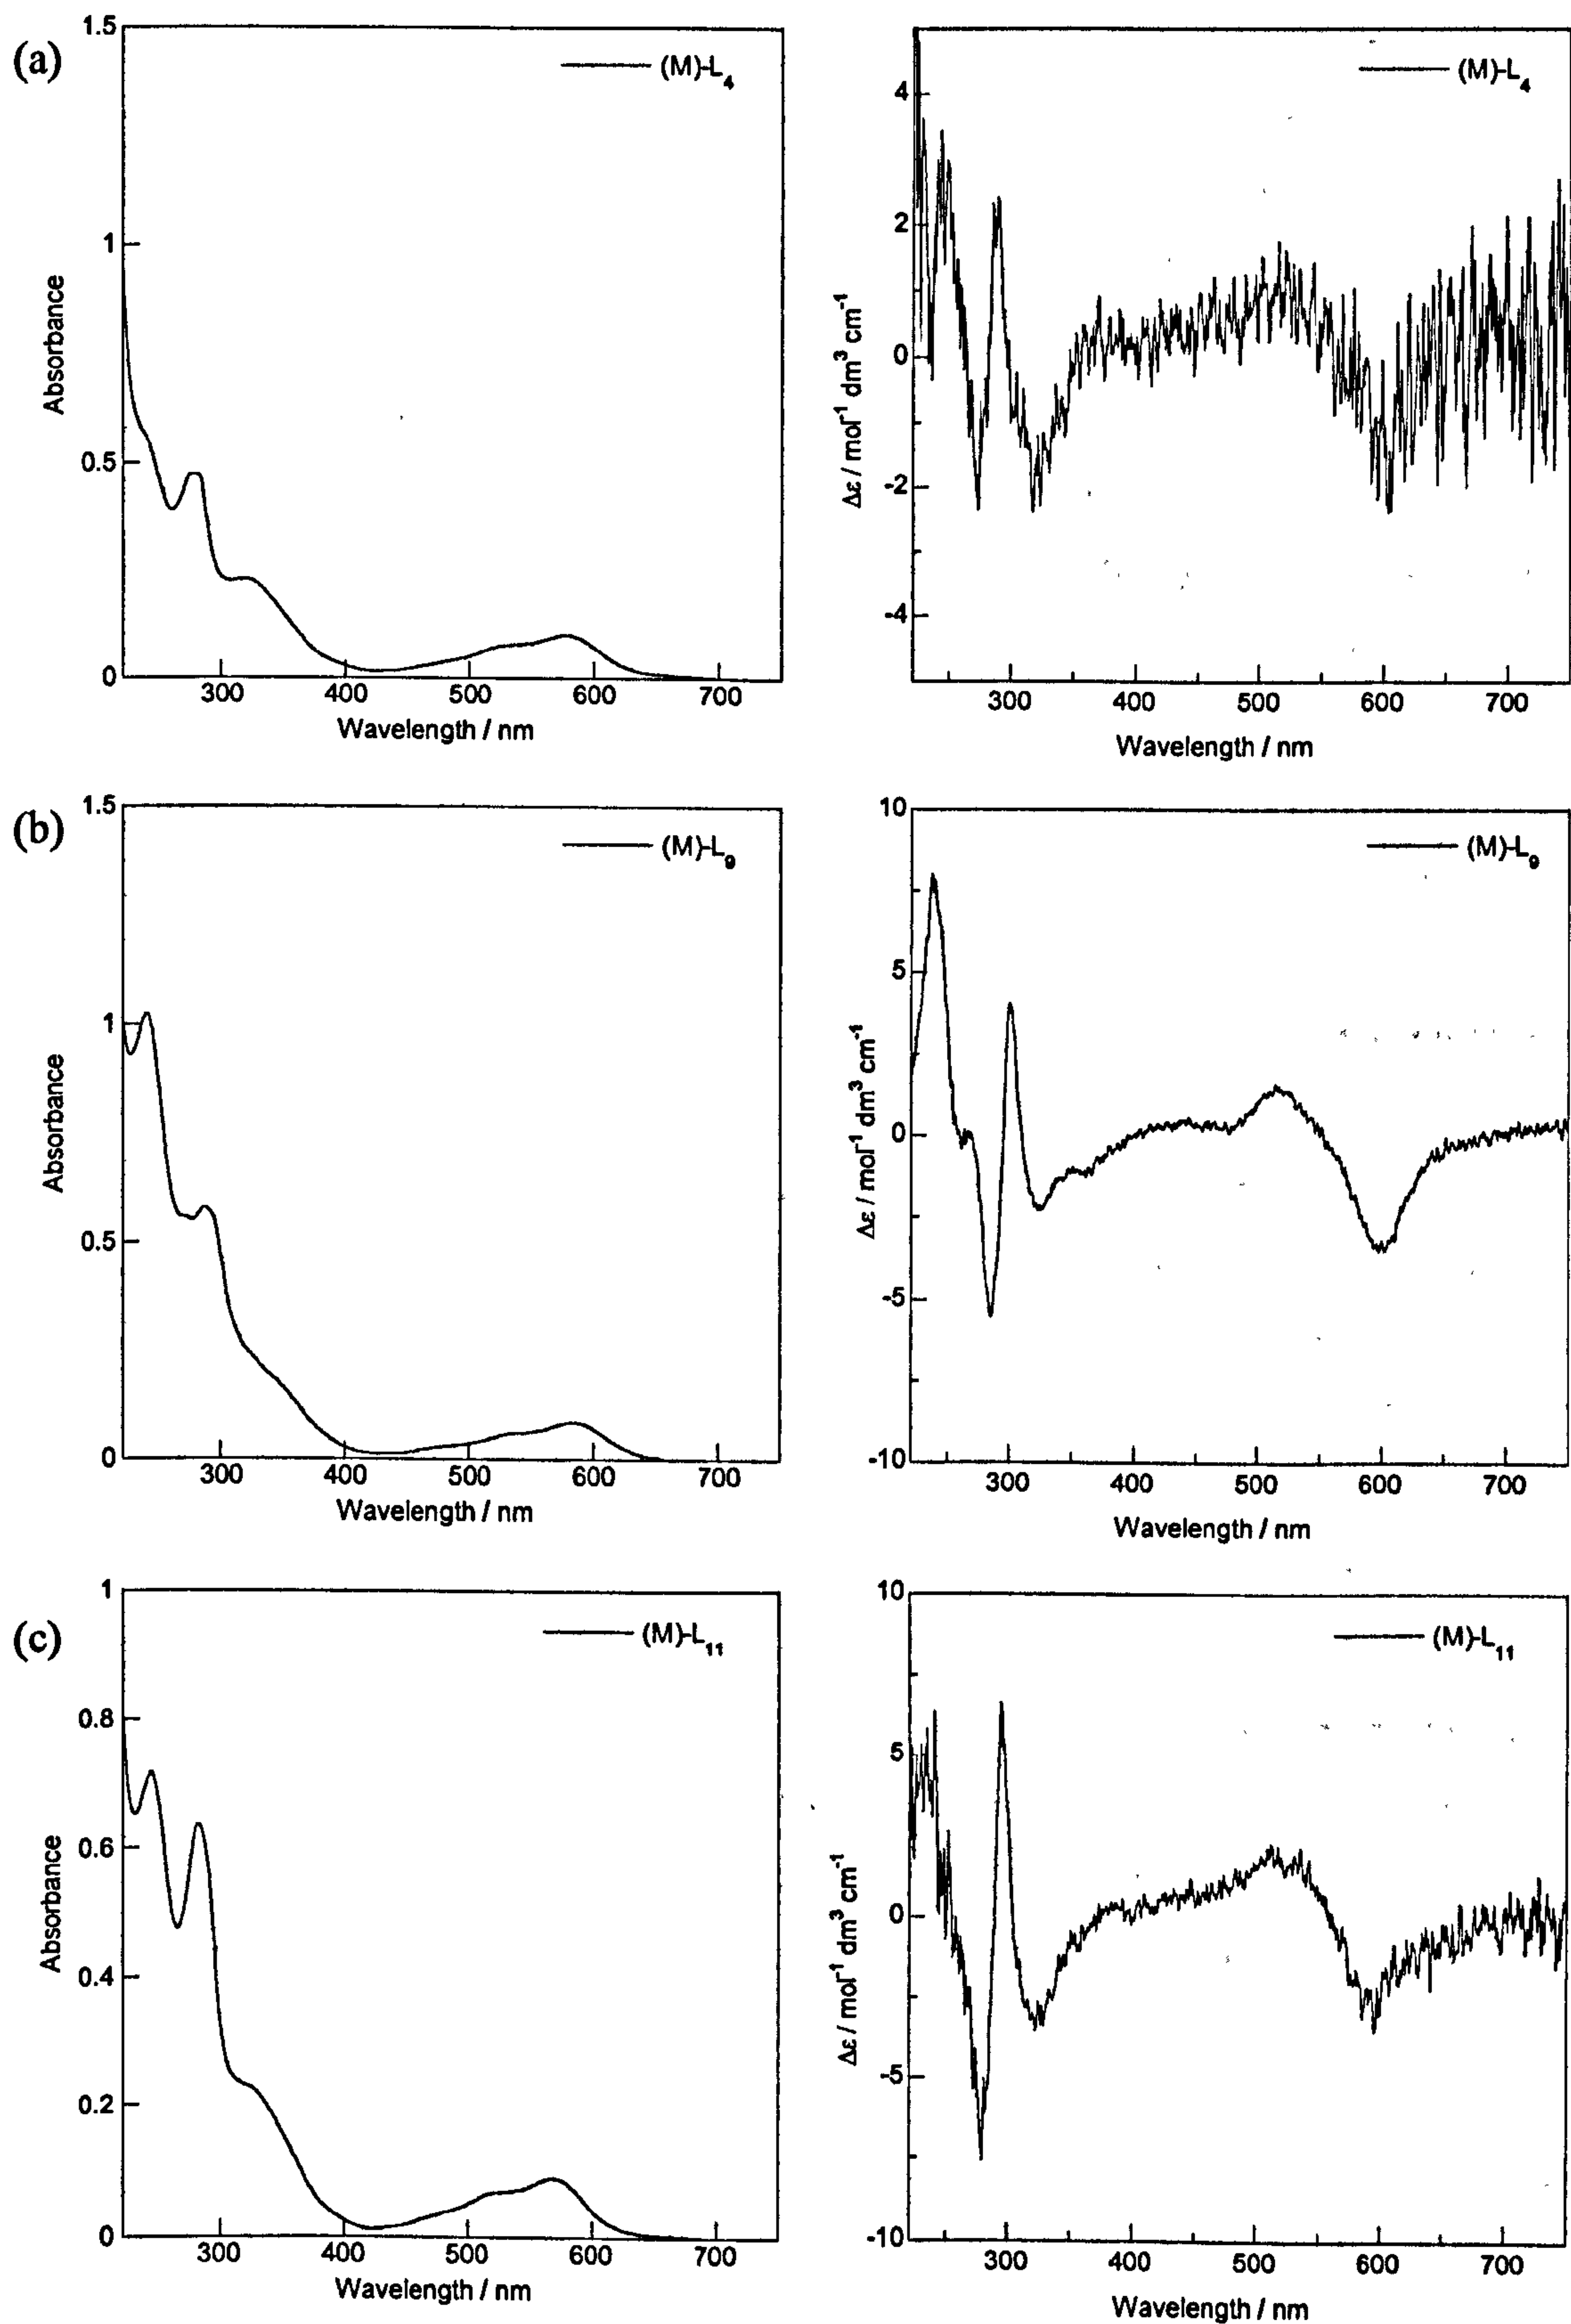 (a)
1.5
1
0.5
0
Absorbance
(M)-L4
300 400 500 600 700
Wavelength / nm
4
2
0
-2
-4
Δε / mol-1 dm3 cm-1
(M)-L4
300 400 500 600 700
Wavelength / nm
(b)
1.5
1
0.5
0
Absorbance
(M)-L9
300 400 500 600 700
Wavelength / nm
10
5
0
-5
-10
Δε / mol-1 dm3 cm-1
(M)-L9
300 400 500 600 700
Wavelength / nm
(c)
1
0.8
0.6
0.4
0.2
0
Absorbance
(M)-L11
300 400 500 600 700
Wavelength / nm
10
5
0
-5
-10
Δε / mol-1 dm3 cm-1
(M)-L11
300 400 500 600 700
Wavelength / nm